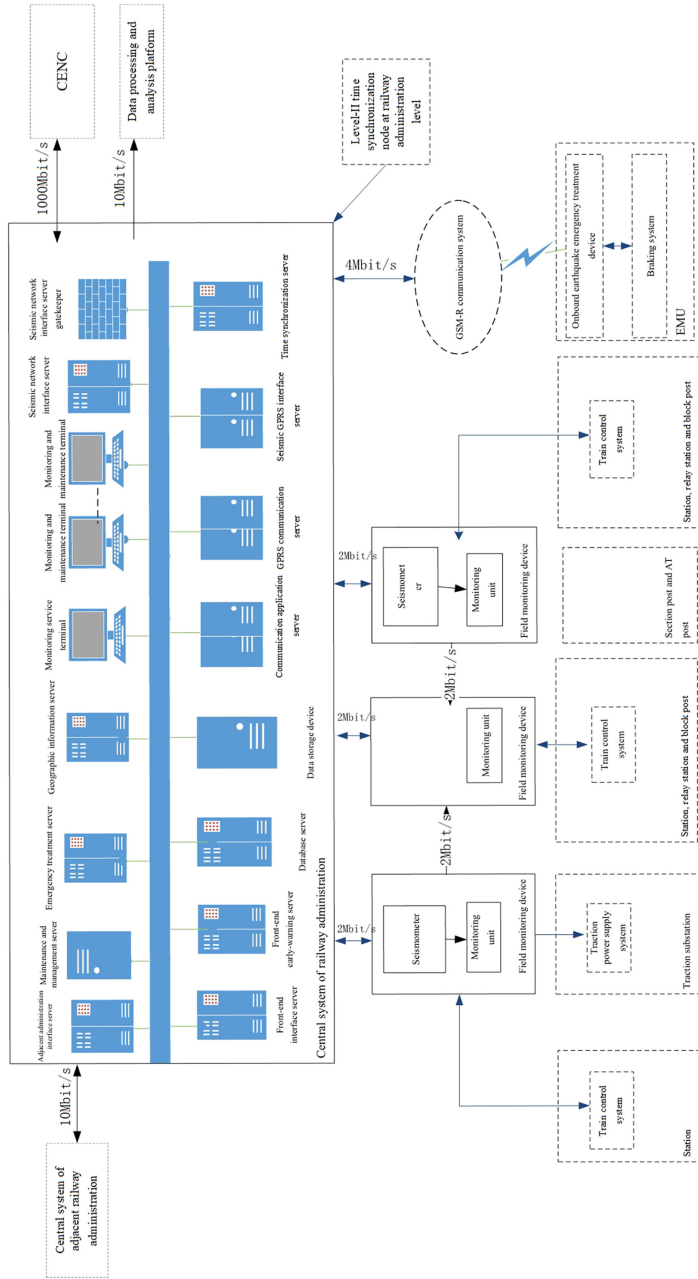 Central system of
adjacent railway
administration
10Mbit/s
CENC
1000Mbit/s
Data processing and
analysis platform
10Mbit/s
Level-II time
synchronization
node at railway
administration
level
Adjacent administration
interface server
Maintenance and
management server
Emergency treatment server
Geographic information server
Monitoring service
terminal
Monitoring and
maintenance terminal
Monitoring and
maintenance terminal
Seismic network
interface server
Seismic network
interface server
gatekeeper
Front-end
interface server
Front-end
early-warning server
Database server
Data storage device
Communication application
server
GPRS communication
server
Seismic GPRS interface
server
Time synchronization server
Central system of railway administration
2Mbit/s
2Mbit/s
2Mbit/s
4Mbit/s
Seismometer
Monitoring
unit
Field monitoring device
2Mbit/s
Monitoring unit
Field monitoring device
2Mbit/s
Seismomet
er
Monitoring
unit
Field monitoring device
GSM-R communication system
Train control
system
Station
Traction
power supply
system
Traction substation
Train control
system
Station, relay station and block post
Section post and AT
post
Train control
system
Station, relay station and block post
Onboard earthquake emergency treatment
device
Braking system
EMU